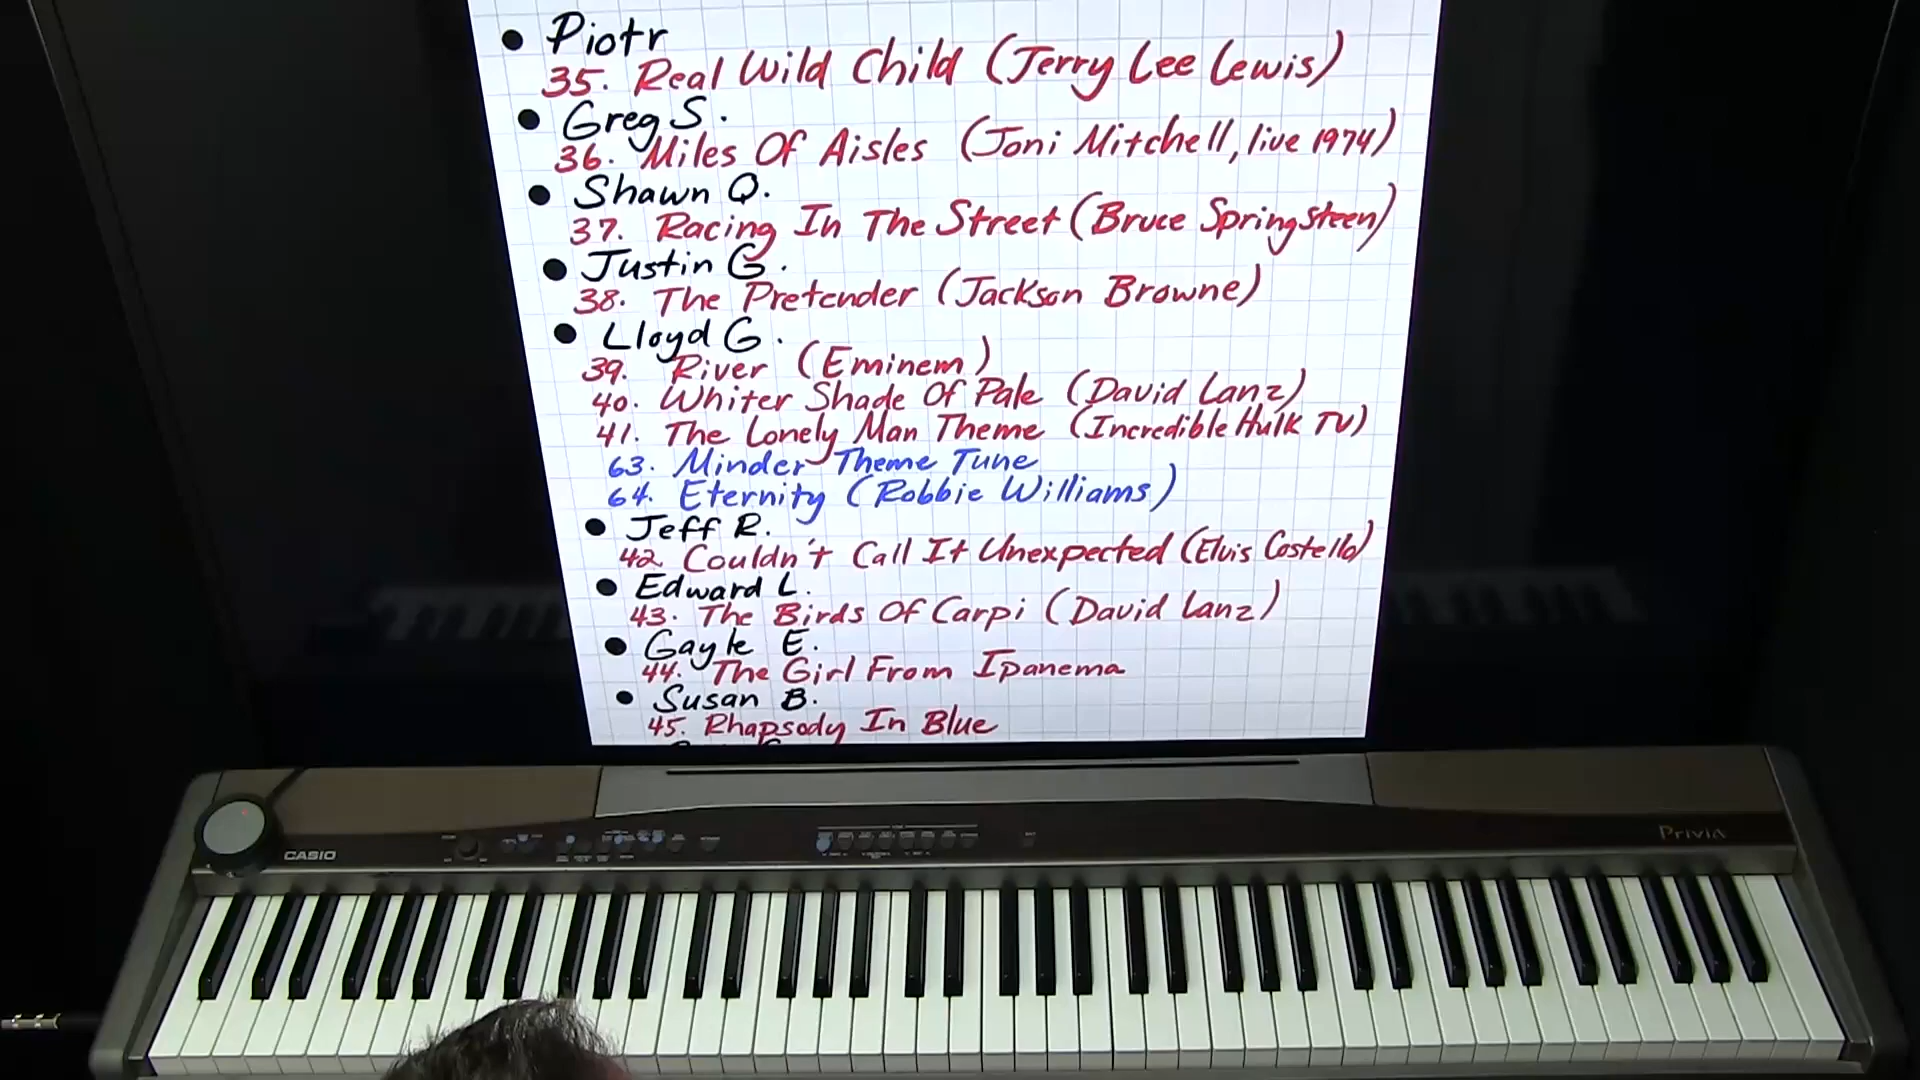 ● Piotr
35. Real Wild Child (Jerry Lee Lewis)
● Greg S.
36. Miles Of Aisles (Joni Mitchell, live 1974)
● Shawn Q.
37. Racing In The Street (Bruce Springsteen)
● Justin G.
38. The Pretender (Jackson Browne)
● Lloyd G.
39. River (Eminem)
40. Whiter Shade Of Pale (David Lanz)
41. The Lonely Man Theme (Incredible Hulk TV)
63. Minder Theme Tune
64. Eternity (Robbie Williams)
● Jeff R.
42. Couldn't Call It Unexpected (Elvis Costello)
● Edward L.
43. The Birds Of Carpi (David Lanz)
● Gayle E.
44. The Girl From Ipanema
● Susan B.
45. Rhapsody In Blue
CASIO
Privia